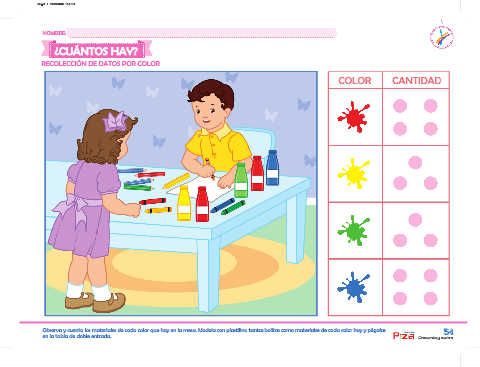 NOMBRE:
¿CUÁNTOS HAY?
RECOLECCIÓN DE DATOS POR COLOR
COLOR
CANTIDAD
Observa y cuenta los materiales de cada color que hay en la mesa. Modela con plastilina tantas bolitas como materiales de cada color hay y pégalas
en la tabla de doble entrada.